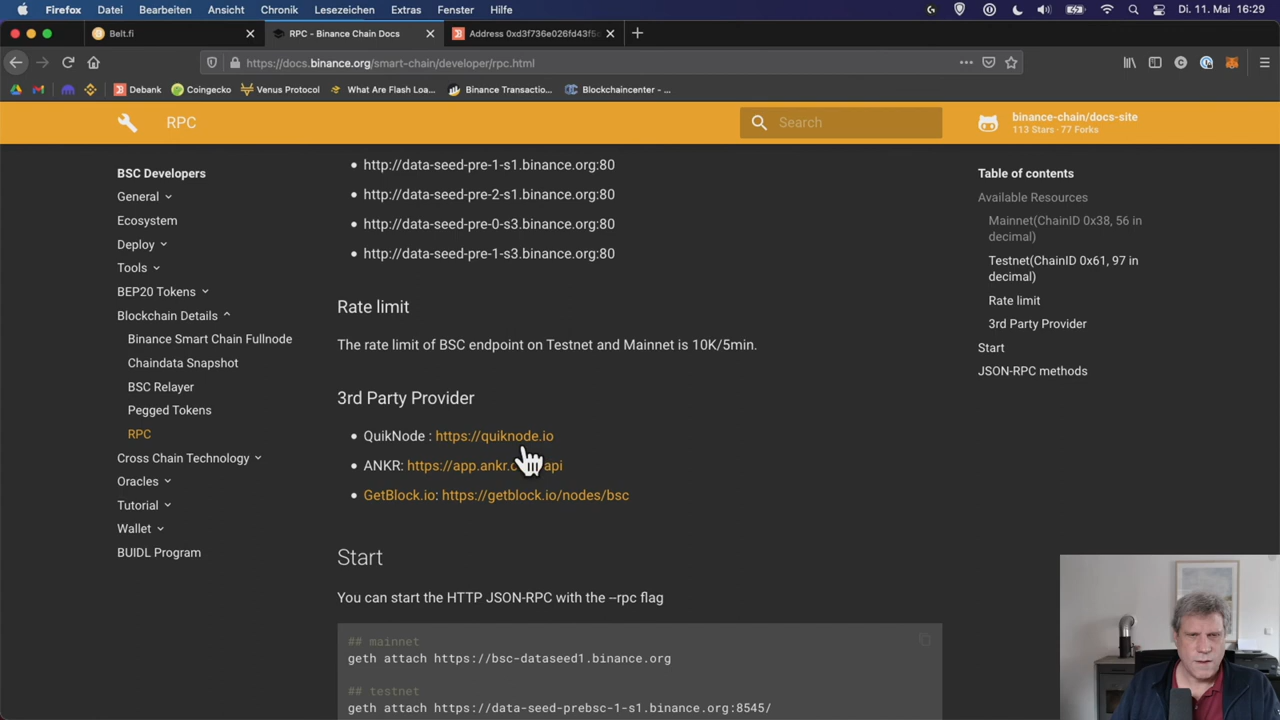 Firefox Datei Bearbeiten Ansicht Chronik Lesezeichen Extras Fenster Hilfe Di. 11. Mai 16:29
Belt.fi RPC - Binance Chain Docs Address 0xd3f736e026fd43f5
https://docs.binance.org/smart-chain/developer/rpc.html
Debank Coingecko Venus Protocol What Are Flash Loa... Binance Transactio... Blockchaincenter - ...
RPC
Search
binance-chain/docs-site
113 Stars · 77 Forks
BSC Developers
General
Ecosystem
Deploy
Tools
BEP20 Tokens
Blockchain Details
Binance Smart Chain Fullnode
Chaindata Snapshot
BSC Relayer
Pegged Tokens
RPC
Cross Chain Technology
Oracles
Tutorial
Wallet
BUIDL Program
http://data-seed-pre-1-s1.binance.org:80
http://data-seed-pre-2-s1.binance.org:80
http://data-seed-pre-0-s3.binance.org:80
http://data-seed-pre-1-s3.binance.org:80
Rate limit
The rate limit of BSC endpoint on Testnet and Mainnet is 10K/5min.
3rd Party Provider
QuikNode : https://quiknode.io
ANKR: https://app.ankr. api
GetBlock.io: https://getblock.io/nodes/bsc
Start
You can start the HTTP JSON-RPC with the --rpc flag
## mainnet
geth attach https://bsc-dataseed1.binance.org
## testnet
geth attach https://data-seed-prebsc-1-s1.binance.org:8545/
Table of contents
Available Resources
Mainnet(ChainID 0x38, 56 in
decimal)
Testnet(ChainID 0x61, 97 in
decimal)
Rate limit
3rd Party Provider
Start
JSON-RPC methods